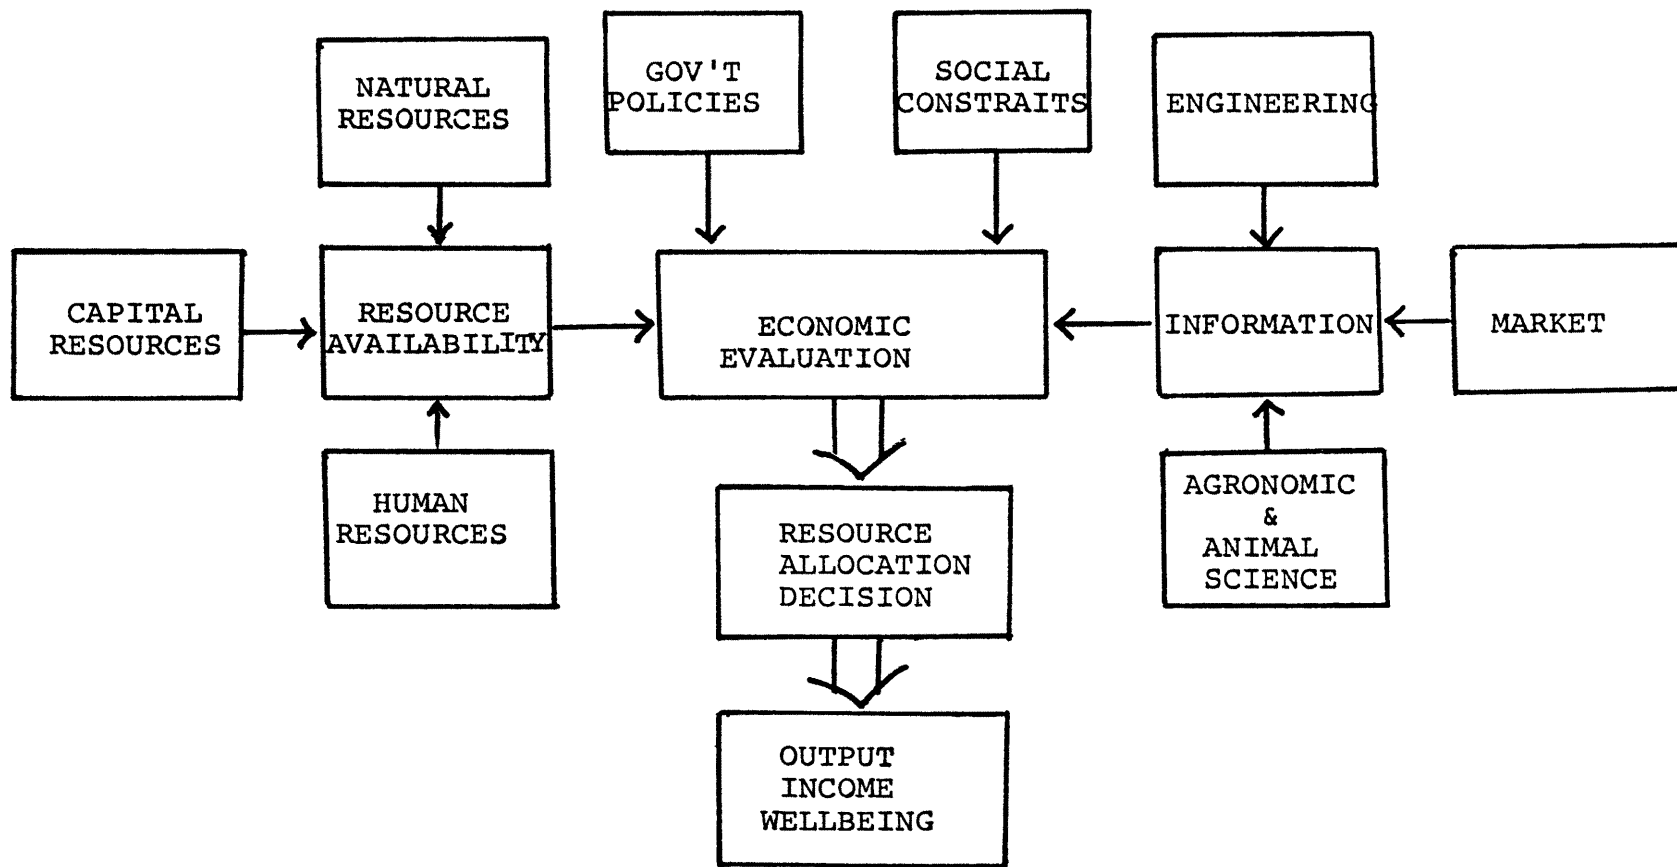 NATURAL
RESOURCES
GOV'T
POLICIES
SOCIAL
CONSTRAITS
ENGINEERING
CAPITAL
RESOURCES
RESOURCE
AVAILABILITY
ECONOMIC
EVALUATION
INFORMATION
MARKET
HUMAN
RESOURCES
RESOURCE
ALLOCATION
DECISION
AGRONOMIC
&
ANIMAL
SCIENCE
OUTPUT
INCOME
WELLBEING